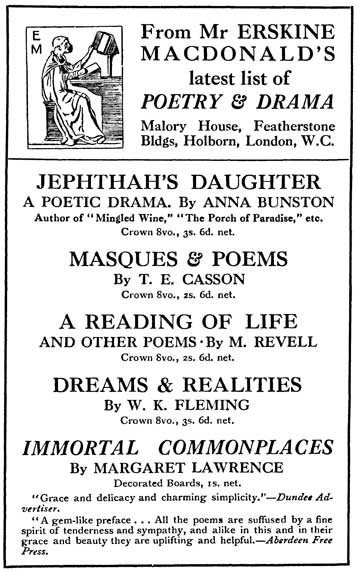 E
M
From Mr ERSKINE
MACDONALD'S
latest list of
POETRY & DRAMA
Malory House, Featherstone
Bldgs, Holborn, London, W.C.
JEPHTHAH'S DAUGHTER
A POETIC DRAMA. By ANNA BUNSTON
Author of "Mingled Wine," "The Porch of Paradise," etc.
Crown 8vo., 3s. 6d. net.
MASQUES & POEMS
By T. E. CASSON
Crown 8vo., 2s. 6d. net.
A READING OF LIFE
AND OTHER POEMS · By M. REVELL
Crown 8vo., 2s. 6d. net.
DREAMS & REALITIES
By W. K. FLEMING
Crown 8vo., 3s. 6d. net.
IMMORTAL COMMONPLACES
By MARGARET LAWRENCE
Decorated Boards, 1s. net.
"Grace and delicacy and charming simplicity."—Dundee Ad-
vertiser.
"A gem-like preface . . . All the poems are suffused by a fine
spirit of tenderness and sympathy, and alike in this and in their
grace and beauty they are uplifting and helpful.—Aberdeen Free
Press.